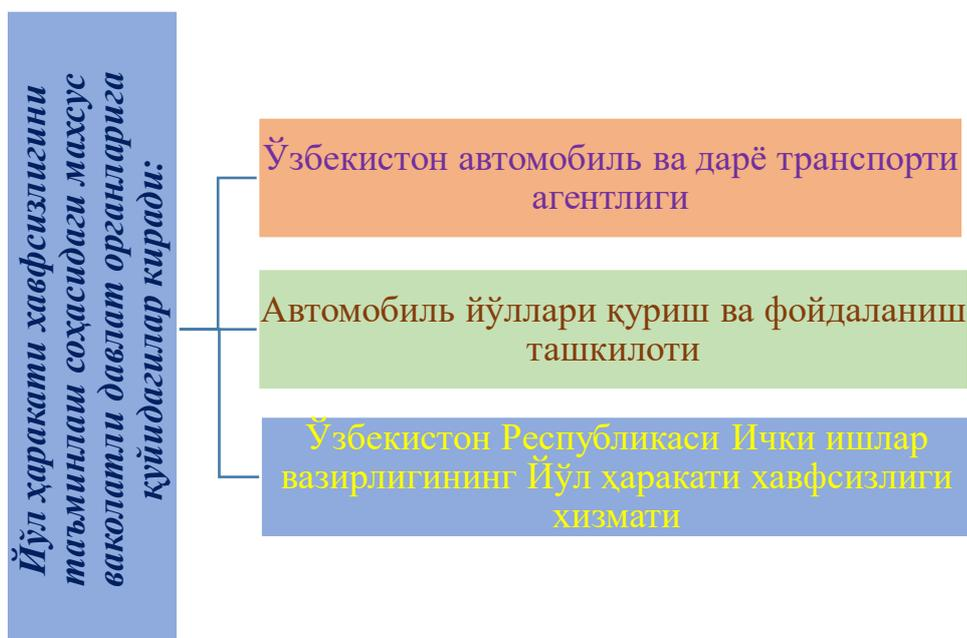 Йўл ҳаракати хавфсизлигини
таъминлаш соҳасидаги махсус
ваколатли давлат органларига
қуйидагилар киради:
Ўзбекистон автомобиль ва дарё транспорти
агентлиги
Автомобиль йўллари қуриш ва фойдаланиш
ташкилоти
Ўзбекистон Республикаси Ички ишлар
вазирлигининг Йўл ҳаракати хавфсизлиги
хизмати